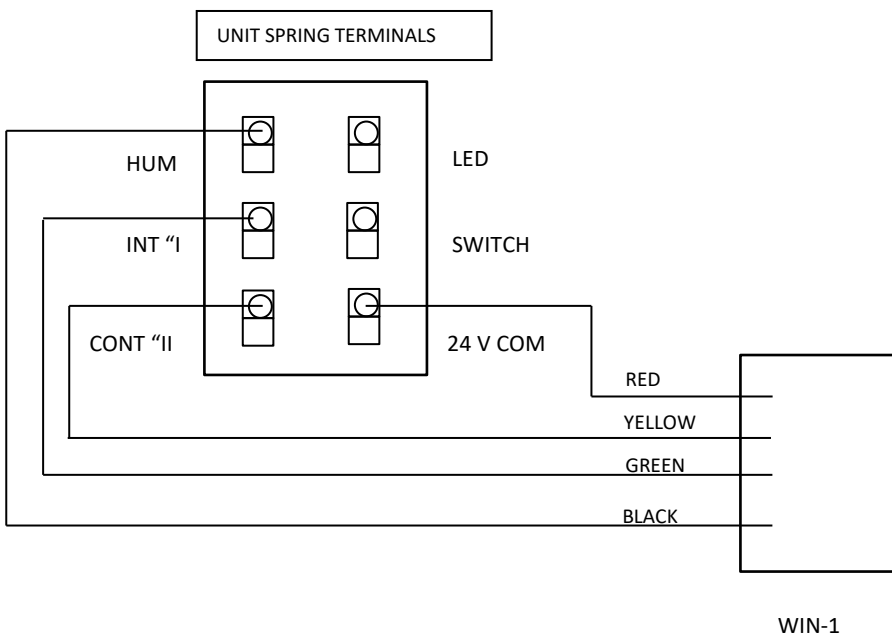 UNIT SPRING TERMINALS
HUM
LED
INT “I
SWITCH
CONT “II
24 V COM
RED
YELLOW
GREEN
BLACK
WIN-1